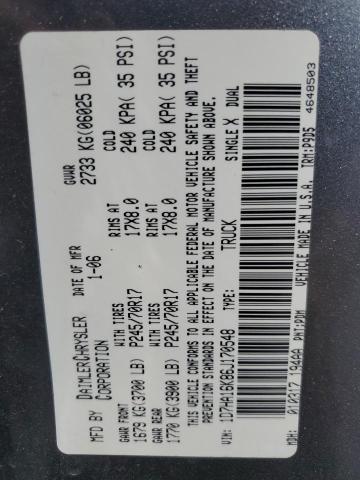 MFD BY DAIMLERCHRYSLER CORPORATION
DATE OF MFR 1-06
GVWR 2733 KG(06025 LB)
GAWR FRONT 1679 KG(3700 LB)
WITH TIRES P245/70R17
RIMS AT 17X8.0
COLD 240 KPA( 35 PSI)
GAWR REAR 1770 KG(3900 LB)
WITH TIRES P245/70R17
RIMS AT 17X8.0
COLD 240 KPA( 35 PSI)
THIS VEHICLE CONFORMS TO ALL APPLICABLE FEDERAL MOTOR VEHICLE SAFETY AND THEFT
PREVENTION STANDARDS IN EFFECT ON THE DATE OF MANUFACTURE SHOWN ABOVE.
VIN: 1D7HA16K86J170548 TYPE: TRUCK SINGLE X DUAL
MDH: 010317 194AA PNT:PDM VEHICLE MADE IN U.S.A. TRM:P9D5
4648503